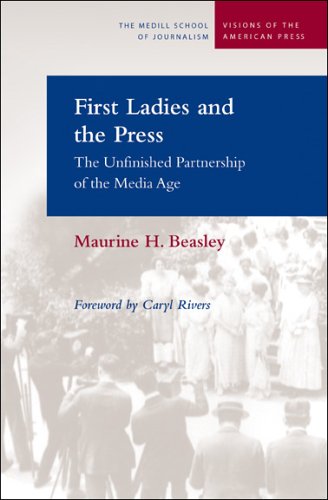 THE MEDILL SCHOOL
OF JOURNALISM
VISIONS OF THE
AMERICAN PRESS
First Ladies and
the Press
The Unfinished Partnership
of the Media Age
Maurine H. Beasley
Foreword by Caryl Rivers